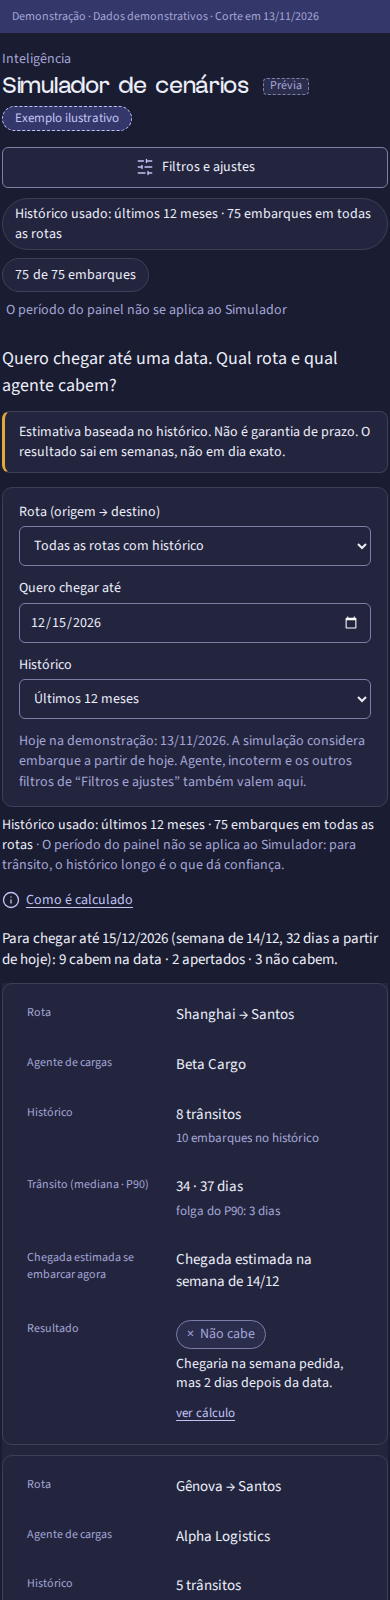 Demonstração · Dados demonstrativos · Corte em 13/11/2026
Inteligência
Simulador de cenários Prévia
Exemplo ilustrativo
Filtros e ajustes
Histórico usado: últimos 12 meses · 75 embarques em todas
as rotas
75 de 75 embarques
O período do painel não se aplica ao Simulador
Quero chegar até uma data. Qual rota e qual
agente cabem?
Estimativa baseada no histórico. Não é garantia de prazo. O
resultado sai em semanas, não em dia exato.
Rota (origem → destino)
Todas as rotas com histórico
Quero chegar até
12/15/2026
Histórico
Últimos 12 meses
Hoje na demonstração: 13/11/2026. A simulação considera
embarque a partir de hoje. Agente, incoterm e os outros
filtros de “Filtros e ajustes” também valem aqui.
Histórico usado: últimos 12 meses · 75 embarques em todas as
rotas · O período do painel não se aplica ao Simulador: para
trânsito, o histórico longo é o que dá confiança.
Como é calculado
Para chegar até 15/12/2026 (semana de 14/12, 32 dias a partir
de hoje): 9 cabem na data · 2 apertados · 3 não cabem.
Rota Shanghai → Santos
Agente de cargas Beta Cargo
Histórico 8 trânsitos
10 embarques no histórico
Trânsito (mediana · P90) 34 · 37 dias
folga do P90: 3 dias
Chegada estimada se Chegada estimada na
embarcar agora semana de 14/12
Resultado × Não cabe
Chegaria na semana pedida,
mas 2 dias depois da data.
ver cálculo
Rota Gênova → Santos
Agente de cargas Alpha Logistics
Histórico 5 trânsitos